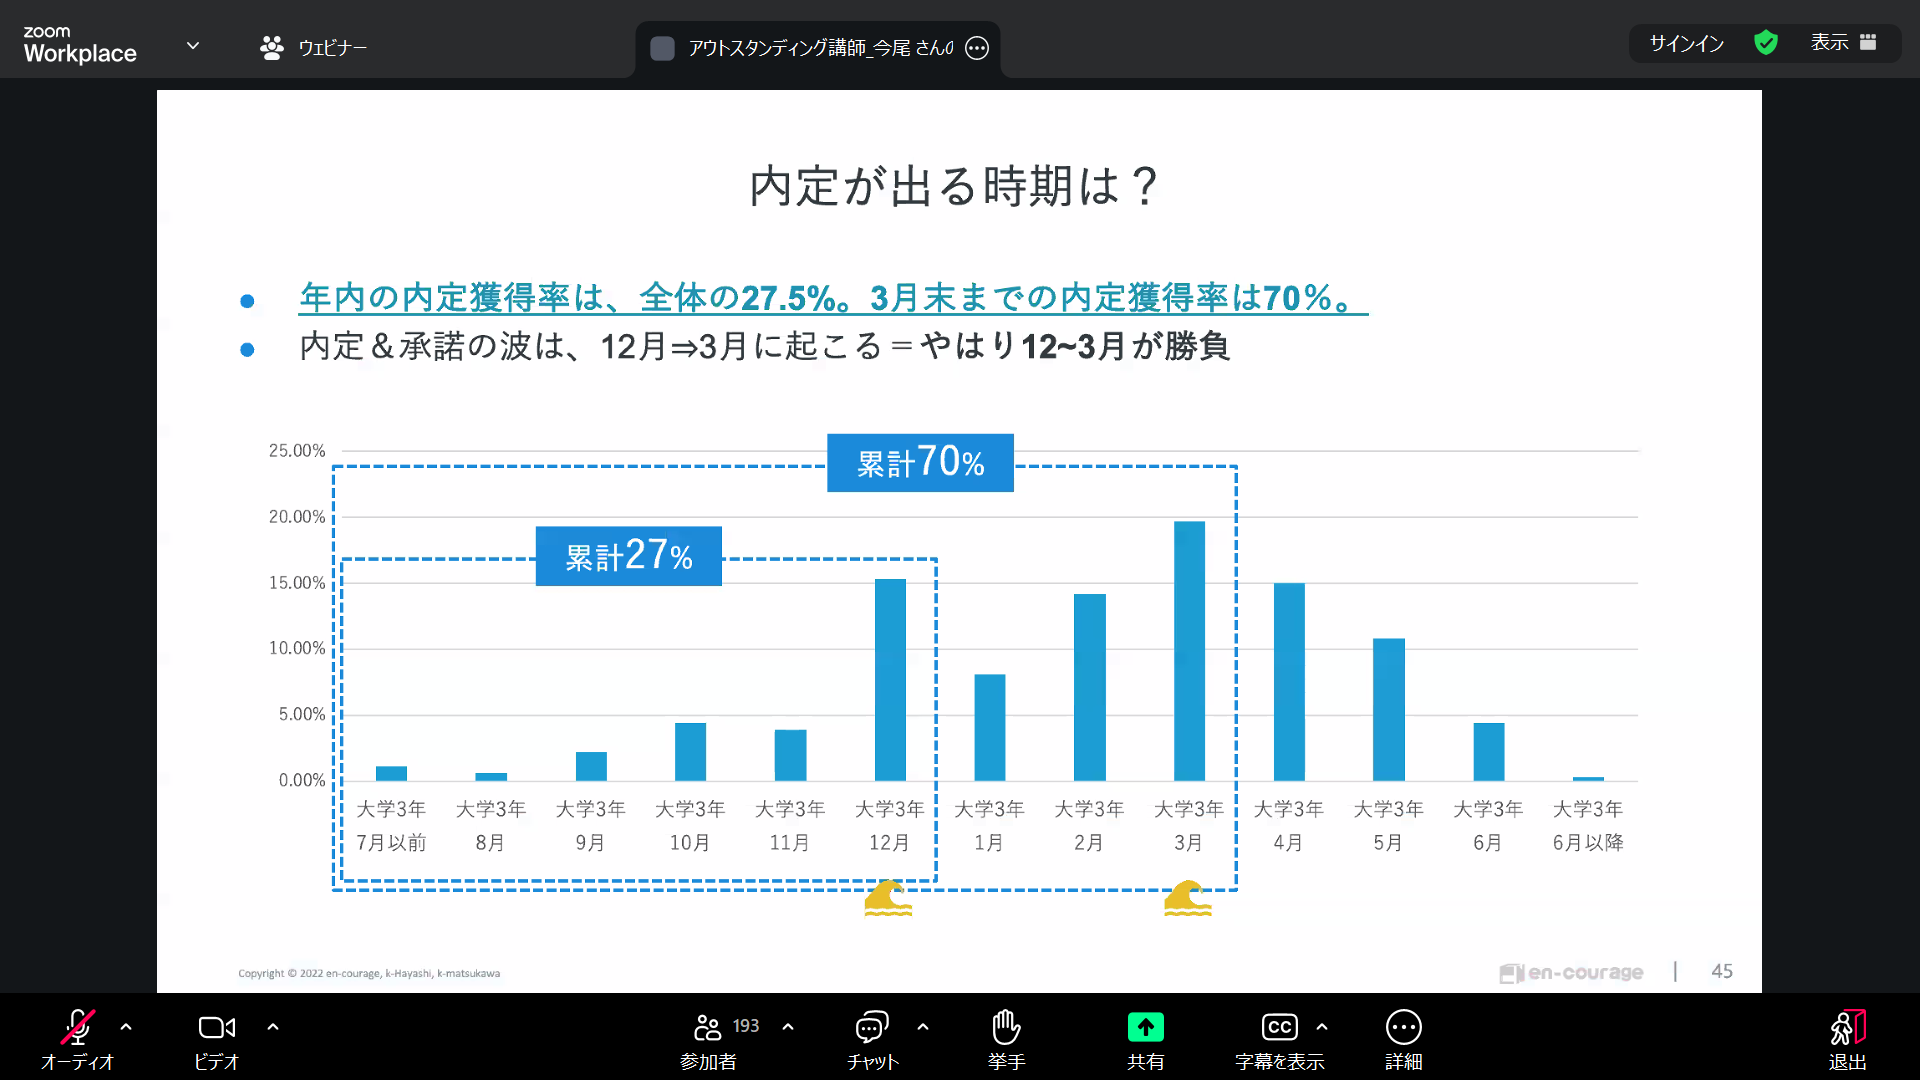 zoom
Workplace
ウェビナー
アウトスタンディング講師_今尾 さんの
サインイン
表示
内定が出る時期は？
年内の内定獲得率は、全体の27.5%。3月末までの内定獲得率は70%。
内定＆承諾の波は、12月⇒3月に起こる＝やはり12~3月が勝負
累計70%
累計27%
25.00%
20.00%
15.00%
10.00%
5.00%
0.00%
大学3年 大学3年 大学3年 大学3年 大学3年 大学3年 大学3年 大学3年 大学3年 大学3年 大学3年 大学3年 大学3年
7月以前 8月 9月 10月 11月 12月 1月 2月 3月 4月 5月 6月 6月以降
Copyright © 2022 en-courage, k-Hayashi, k-matsukawa
en-courage | 45
193
CC
オーディオ ビデオ 参加者 チャット 挙手 共有 字幕を表示 詳細 退出